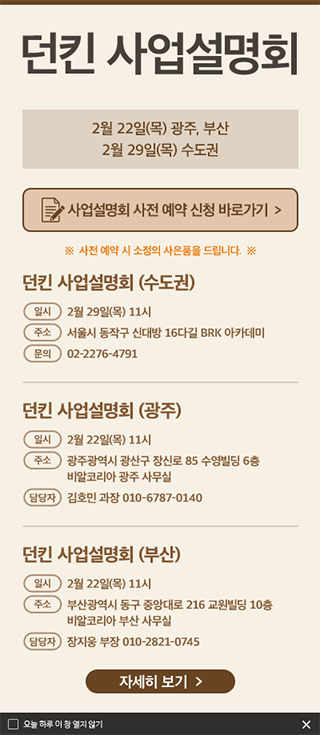 던킨 사업설명회
2월 22일(목) 광주, 부산
2월 29일(목) 수도권
사업설명회 사전 예약 신청 바로가기 >
※ 사전 예약 시 소정의 사은품을 드립니다. ※
던킨 사업설명회 (수도권)
일시 2월 29일(목) 11시
주소 서울시 동작구 신대방 16다길 BRK 아카데미
문의 02-2276-4791
던킨 사업설명회 (광주)
일시 2월 22일(목) 11시
주소 광주광역시 광산구 장신로 85 수영빌딩 6층
비알코리아 광주 사무실
담당자 김호민 과장 010-6787-0140
던킨 사업설명회 (부산)
일시 2월 22일(목) 11시
주소 부산광역시 동구 중앙대로 216 교원빌딩 10층
비알코리아 부산 사무실
담당자 장지웅 부장 010-2821-0745
자세히 보기 >
오늘 하루 이 창 열지 않기